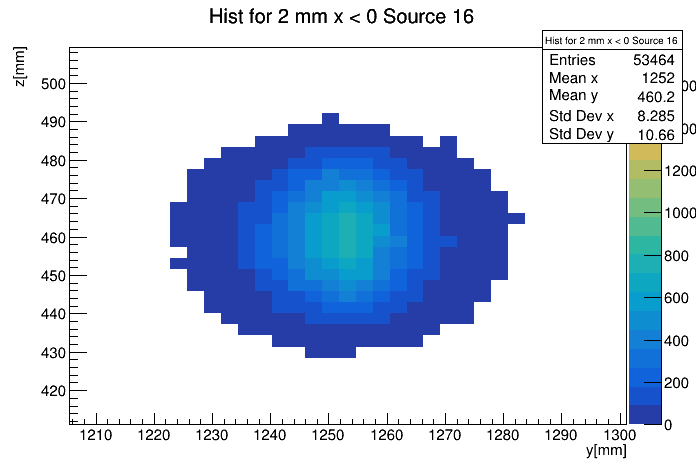 Hist for 2 mm x < 0 Source 16
z[mm]
Hist for 2 mm x < 0 Source 16
Entries 53464
Mean x 1252
Mean y 460.2
Std Dev x 8.285
Std Dev y 10.66
500
490
480
470
460
450
440
430
420
1210 1220 1230 1240 1250 1260 1270 1280 1290 1300
y[mm]
1200
1000
800
600
400
200
0